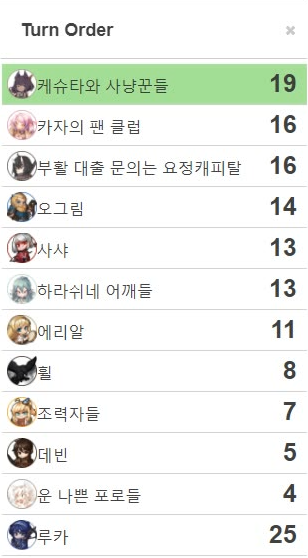 Turn Order ×
케슈타와 사냥꾼들 19
카자의 팬 클럽 16
부활 대출 문의는 요정캐피탈 16
오그림 14
사샤 13
하라쉬네 어깨들 13
에리알 11
휠 8
조력자들 7
데빈 5
운 나쁜 포로들 4
루카 25